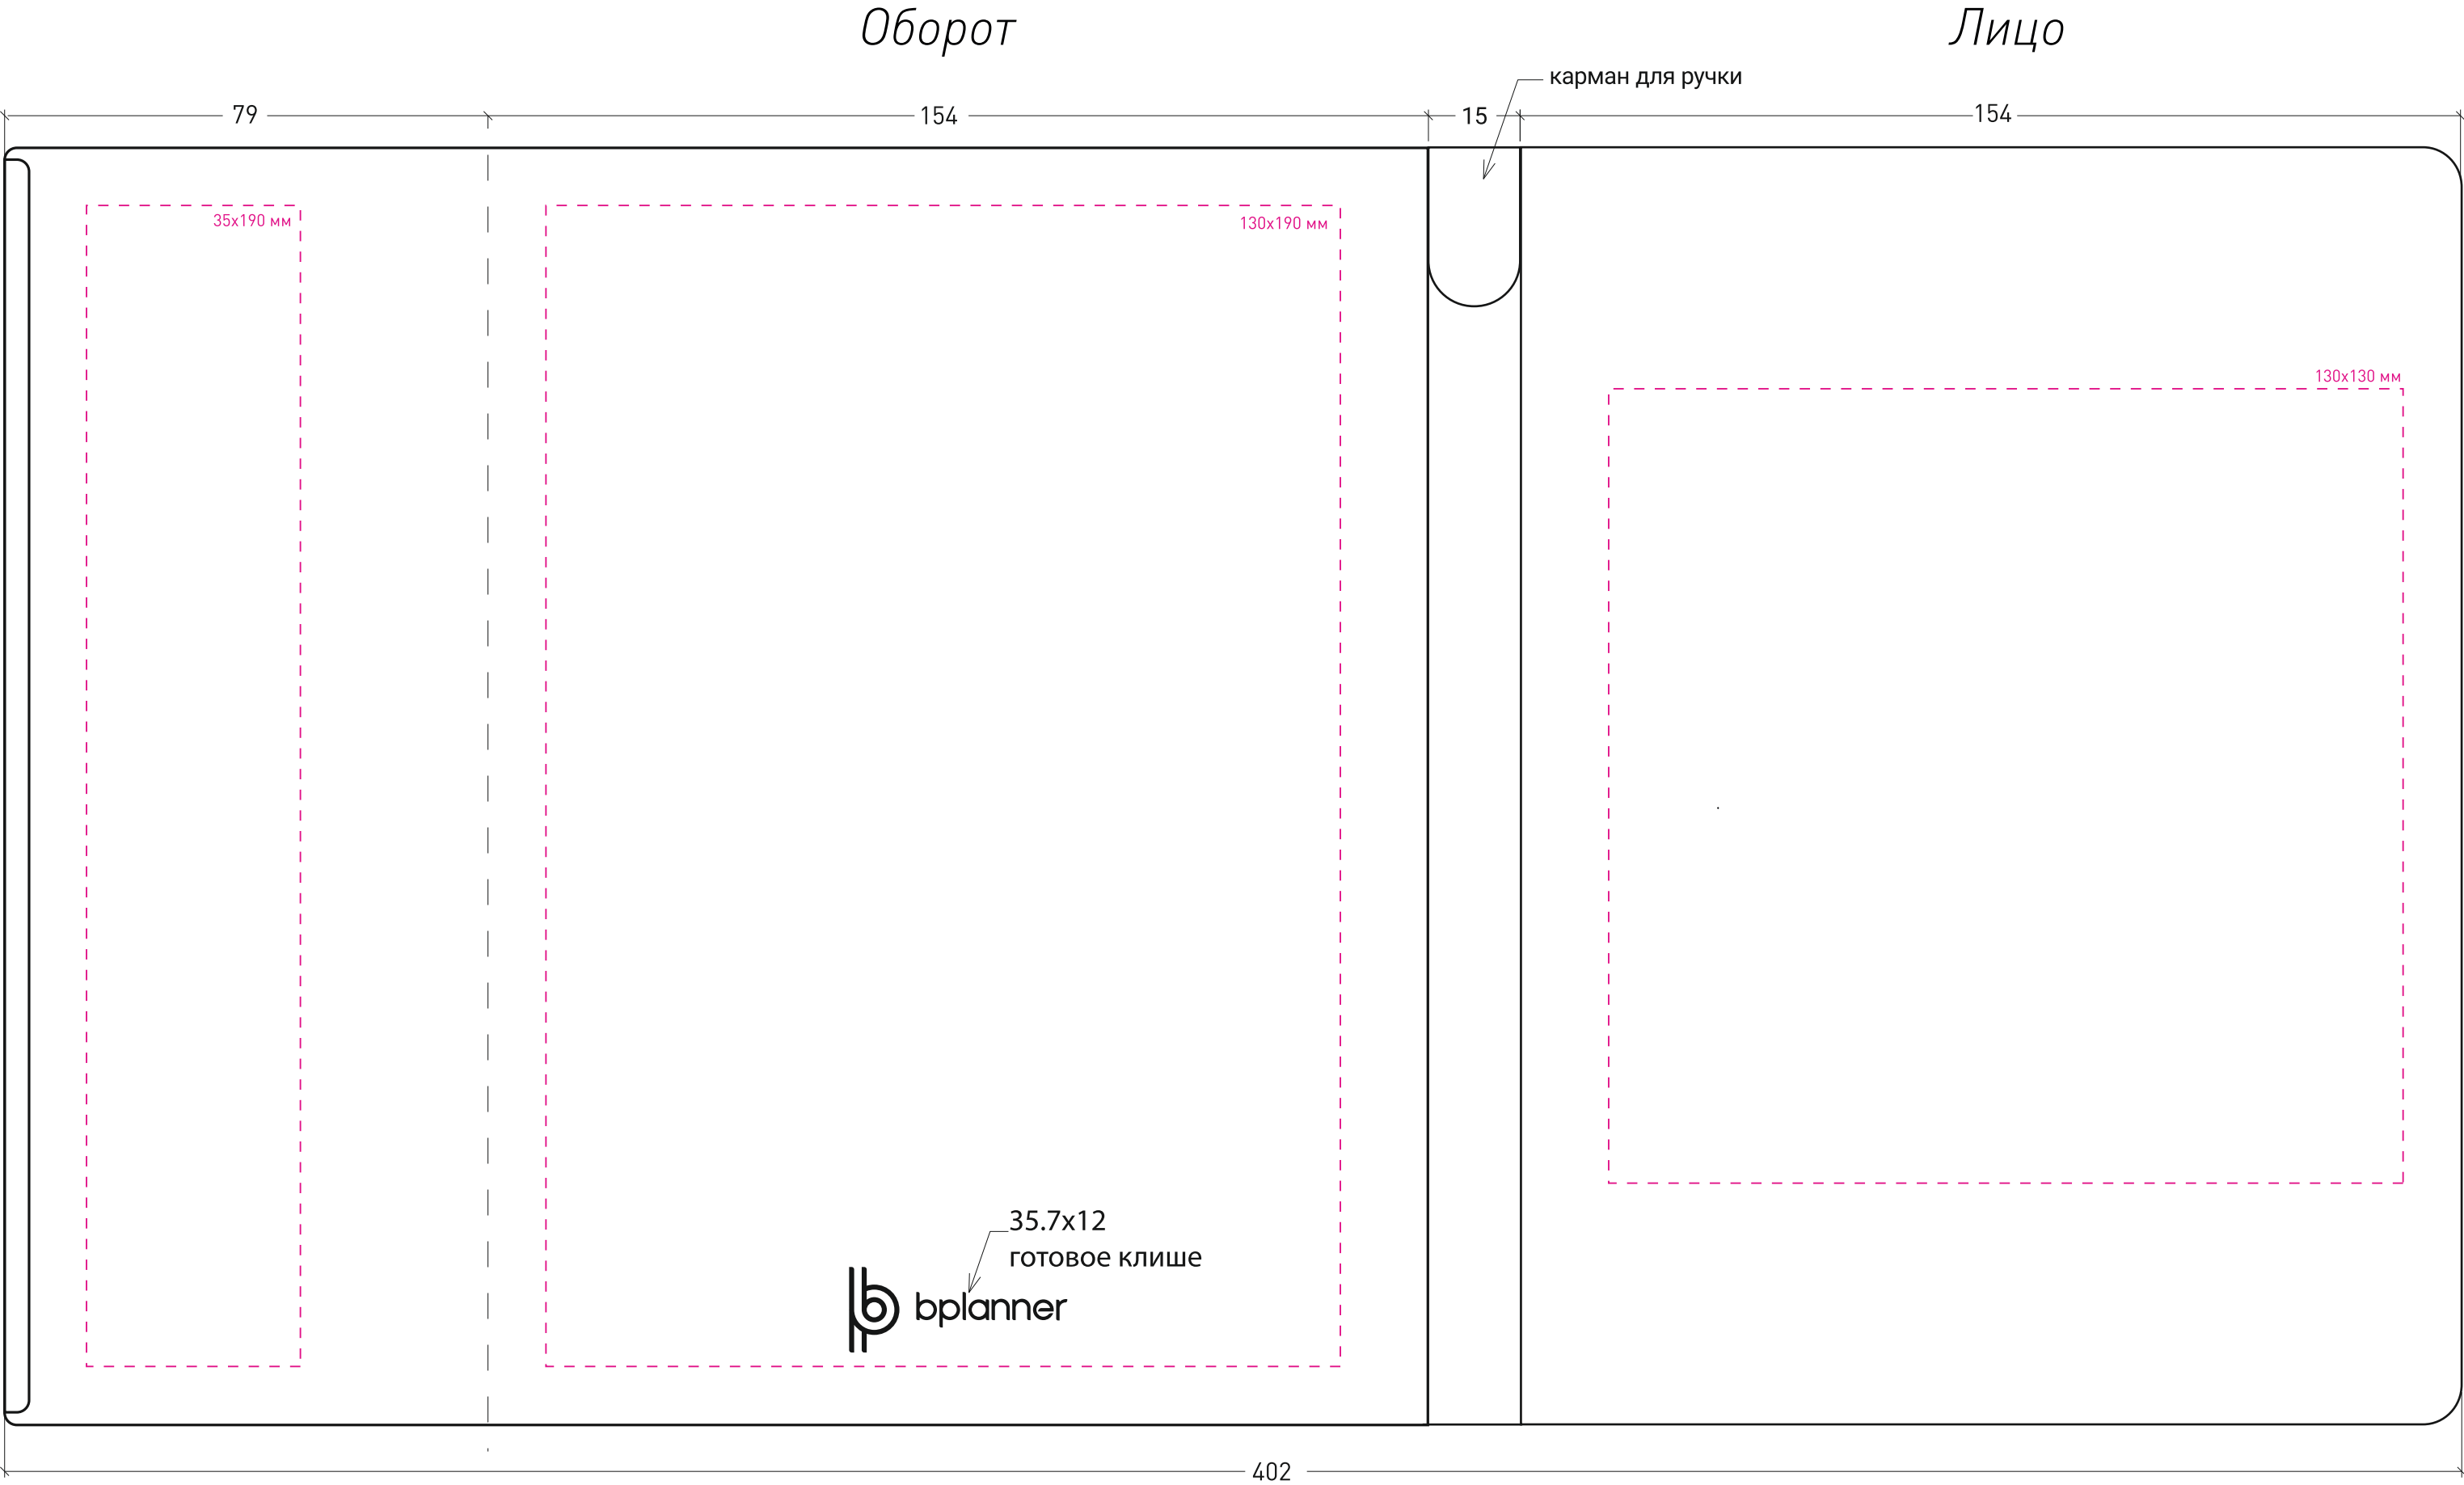 Оборот
Лицо
карман для ручки
79
154
15
154
35x190 мм
130x190 мм
130x130 мм
35.7x12
готовое клише
bplanner
402